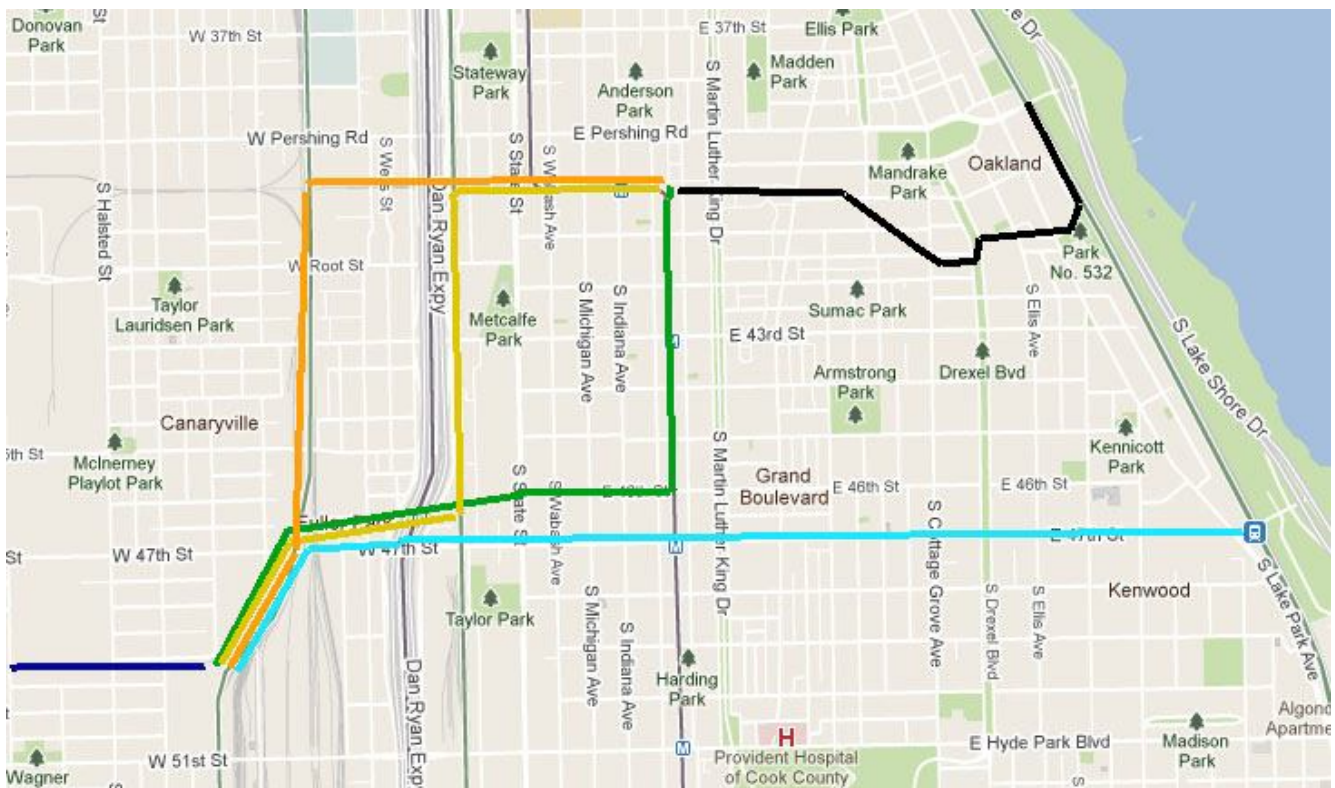 Donovan
Park
W 37th St
Stateway
Park
Anderson
Park
E 37th St
Ellis Park
Madden
Park
W Pershing Rd
E Pershing Rd
S Martin Luther King Dr
Mandrake
Park
Oakland
S Halsted St
S Wells St
Dan Ryan Expy
S State St
S Wabash Ave
W Root St
Park
No. 532
Taylor
Lauridsen Park
Metcalfe
Park
S Michigan Ave
S Indiana Ave
Sumac Park
S Ellis Ave
E 43rd St
S Lake Shore Dr
Armstrong
Park
Drexel Bvd
Canaryville
McInerney
Playlot Park
Kennicott
Park
S State St
S Wabash Ave
S Martin Luther King Dr
Grand
Boulevard
E 46th St
E 46th St
S Cottage Grove Ave
W 47th St
W 47th St
E 47th St
Taylor Park
S Michigan Ave
S Indiana Ave
S Drexel Blvd
S Ellis Ave
Kenwood
S Lake Park Ave
Dan Ryan Expy
Harding
Park
M
M
H
Provident Hospital
of Cook County
E Hyde Park Blvd
Madison
Park
W 51st St
Wagner